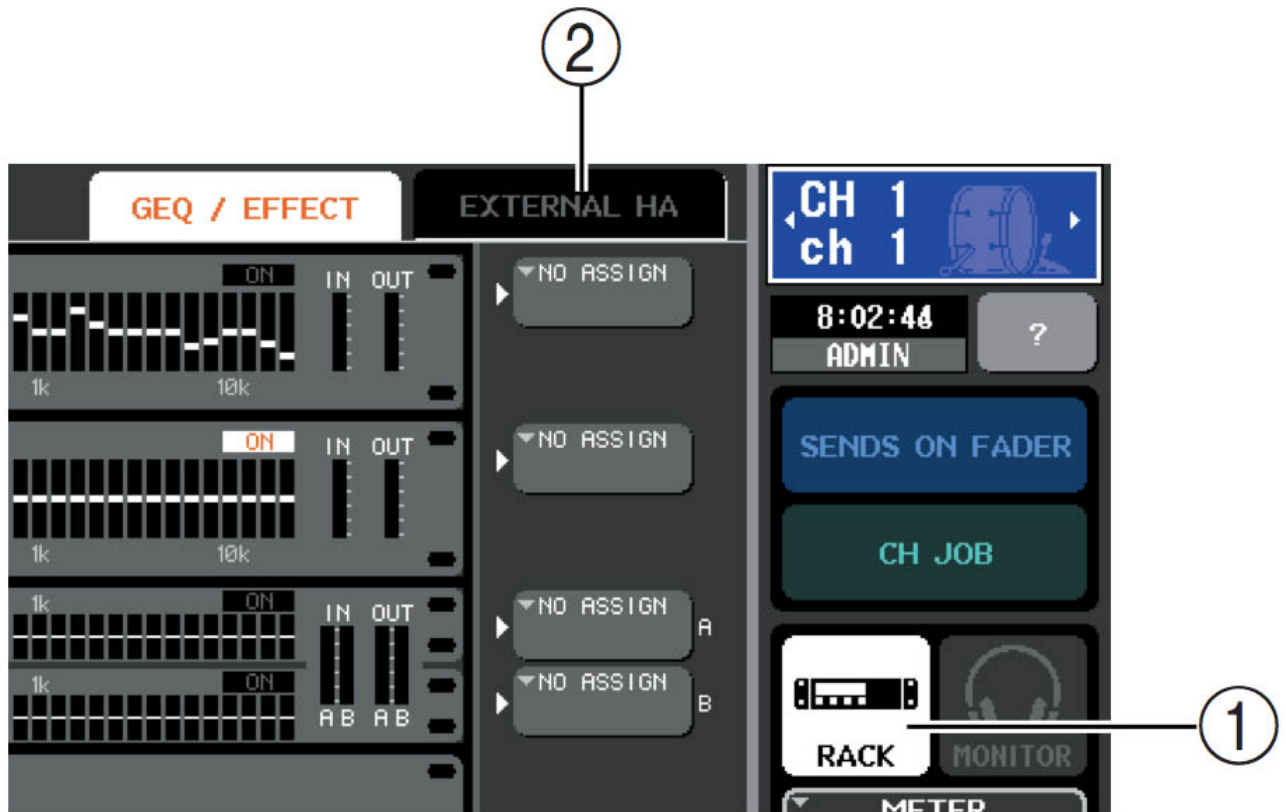 2
GEQ / EFFECT
EXTERNAL HA
CH 1
ch 1
ON
IN OUT
NO ASSIGN
1k 10k
8:02:46
ADMIN
?
ON
IN OUT
NO ASSIGN
1k 10k
SENDS ON FADER
CH JOB
1k ON
IN OUT
NO ASSIGN
A
1k ON
A B A B
NO ASSIGN
B
RACK
MONITOR
1
METER